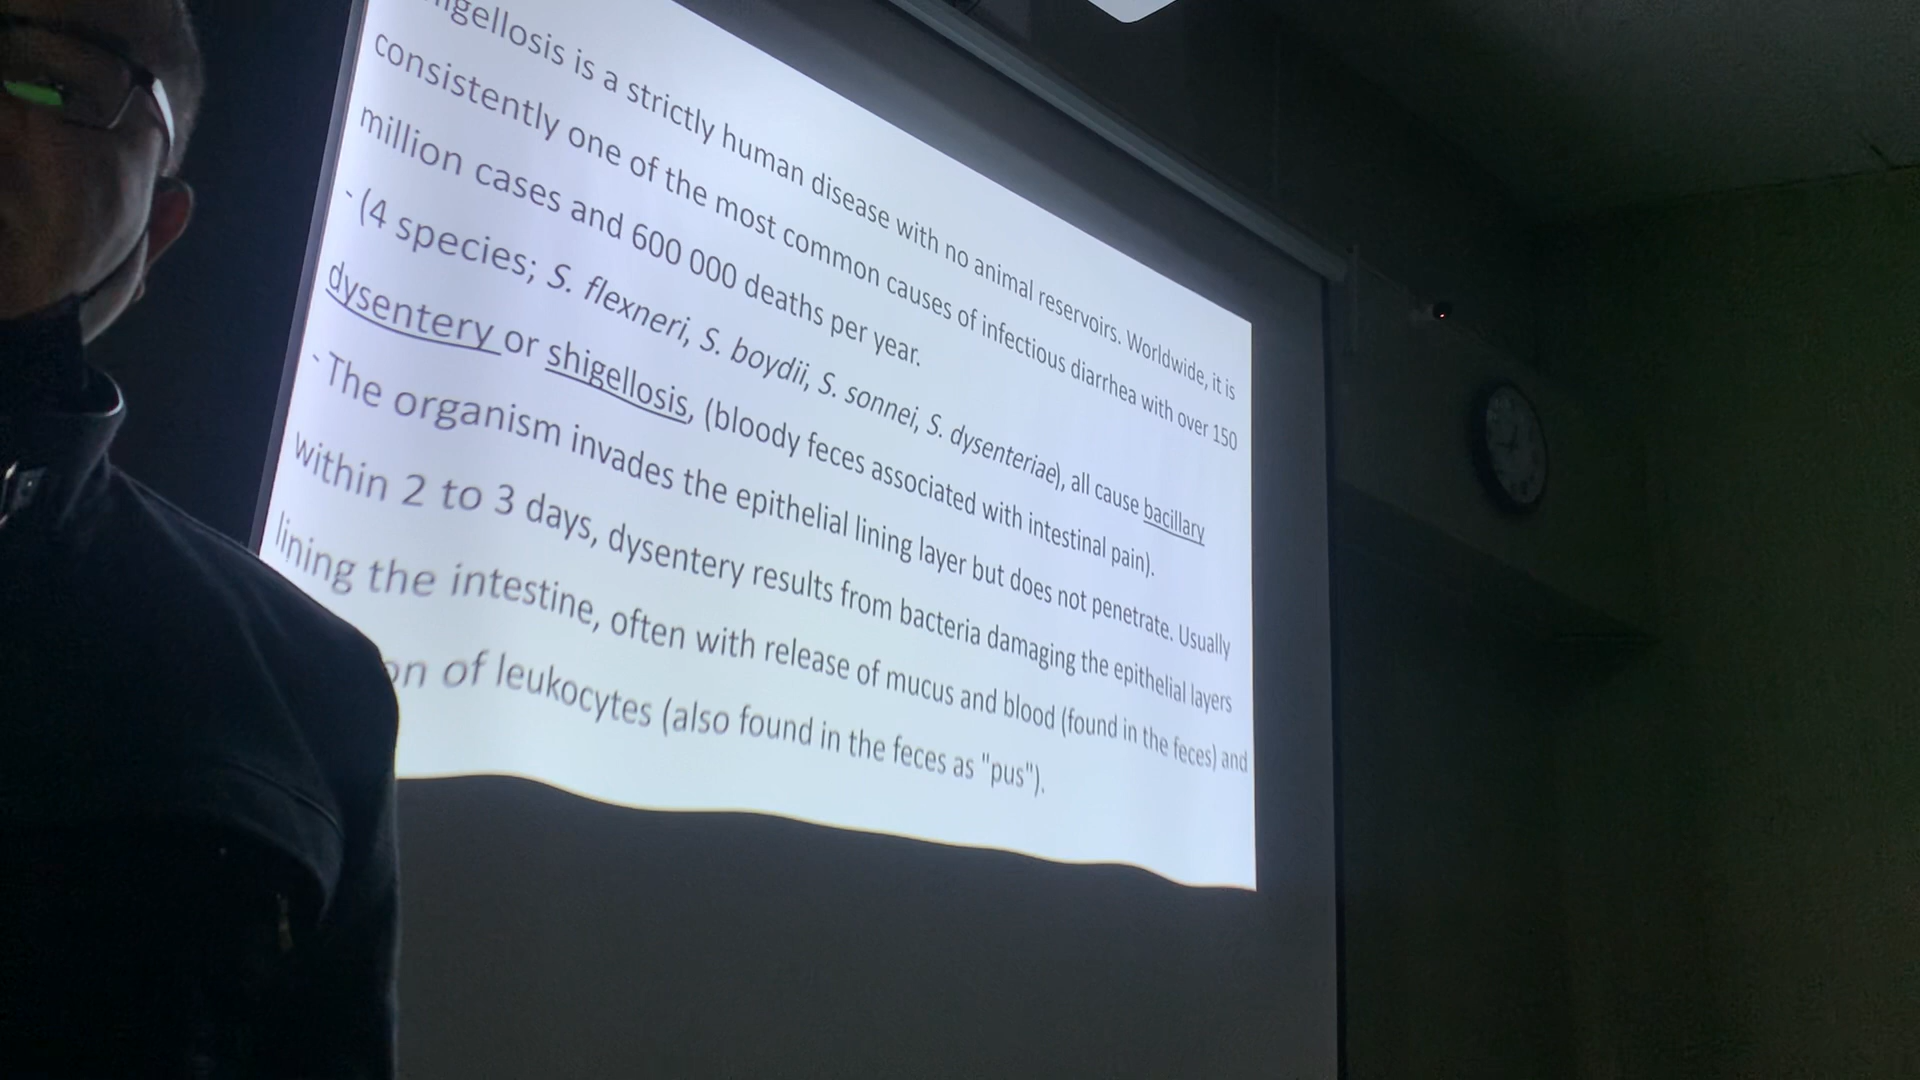 igellosis is a strictly human disease with no animal reservoirs. Worldwide, it is
consistently one of the most common causes of infectious diarrhea with over 150
million cases and 600 000 deaths per year.
- (4 species; S. flexneri, S. boydii, S. sonnei, S. dysenteriae), all cause bacillary
dysentery or shigellosis, (bloody feces associated with intestinal pain).
- The organism invades the epithelial lining layer but does not penetrate. Usually
within 2 to 3 days, dysentery results from bacteria damaging the epithelial layers
lining the intestine, often with release of mucus and blood (found in the feces) and
on of leukocytes (also found in the feces as "pus").